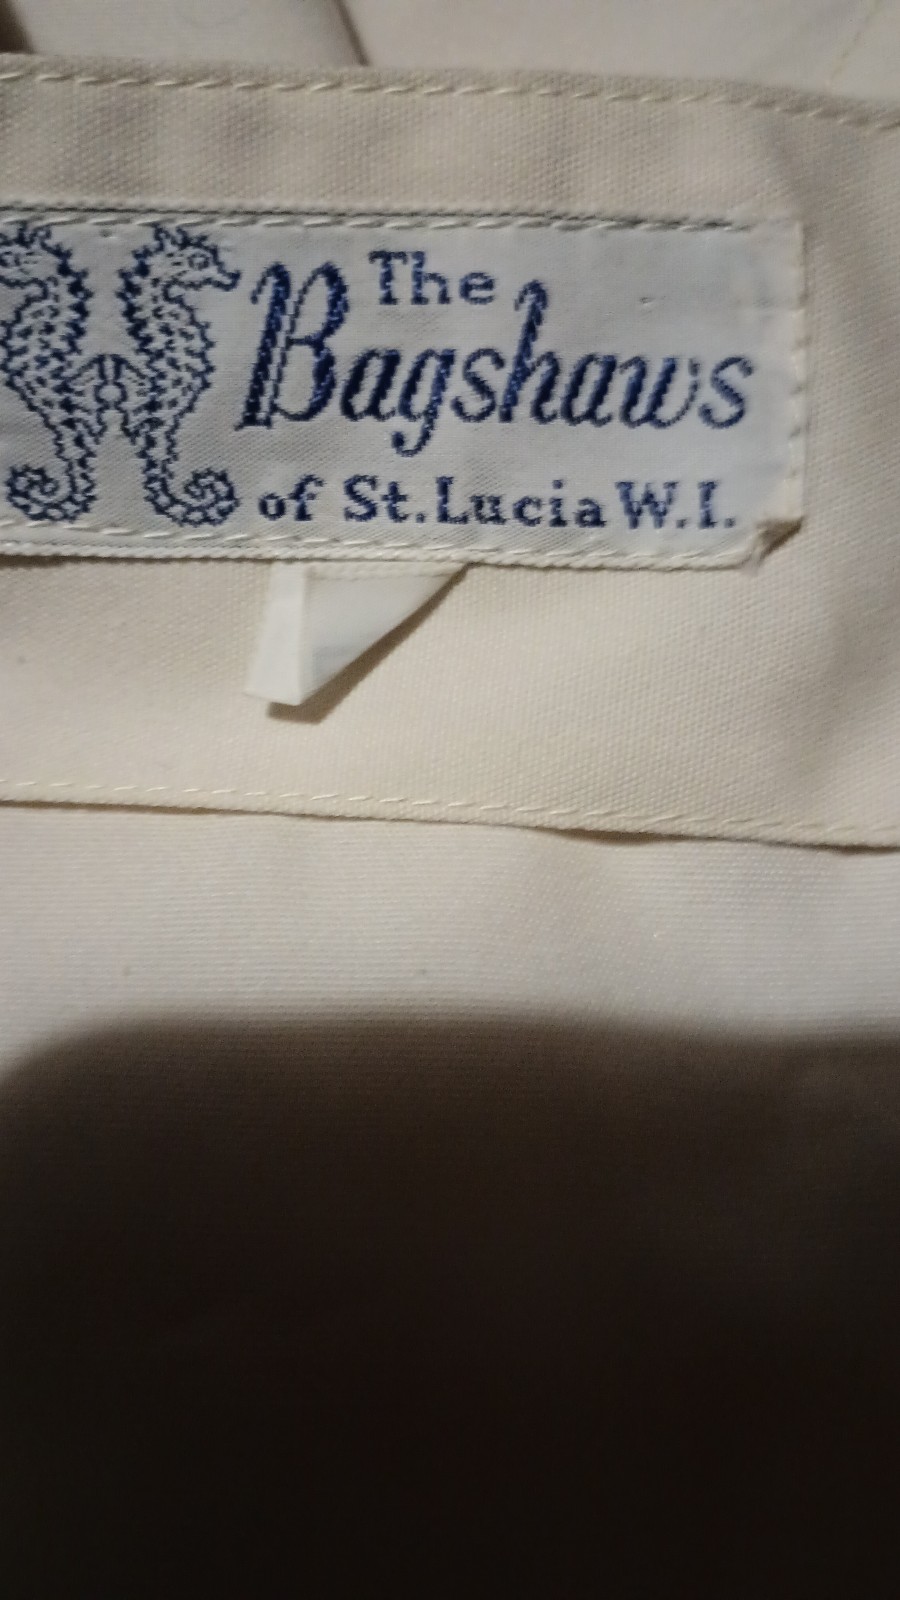 The
Bagshaws
of St. Lucia W.I.